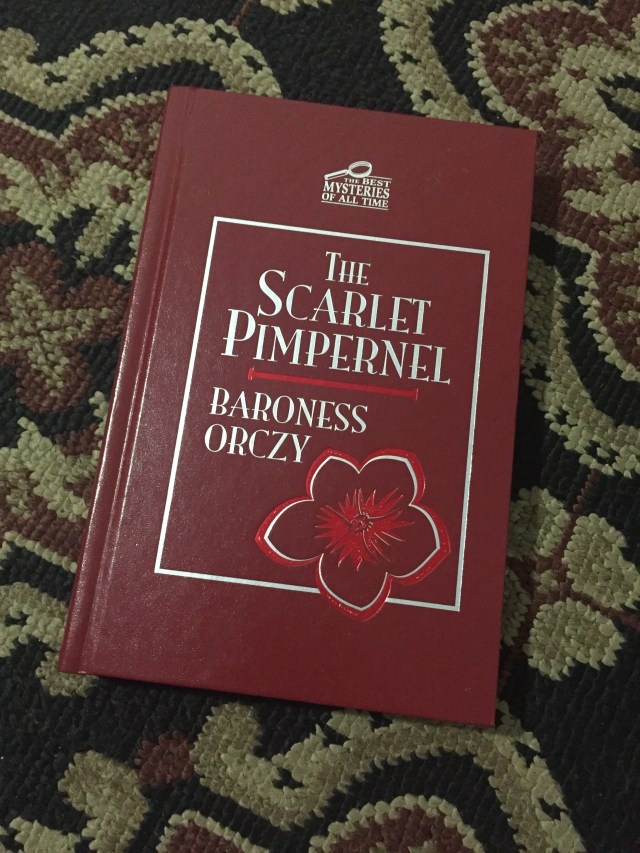 THE BEST
MYSTERIES
OF ALL TIME
THE
SCARLET
PIMPERNEL
BARONESS
ORCZY